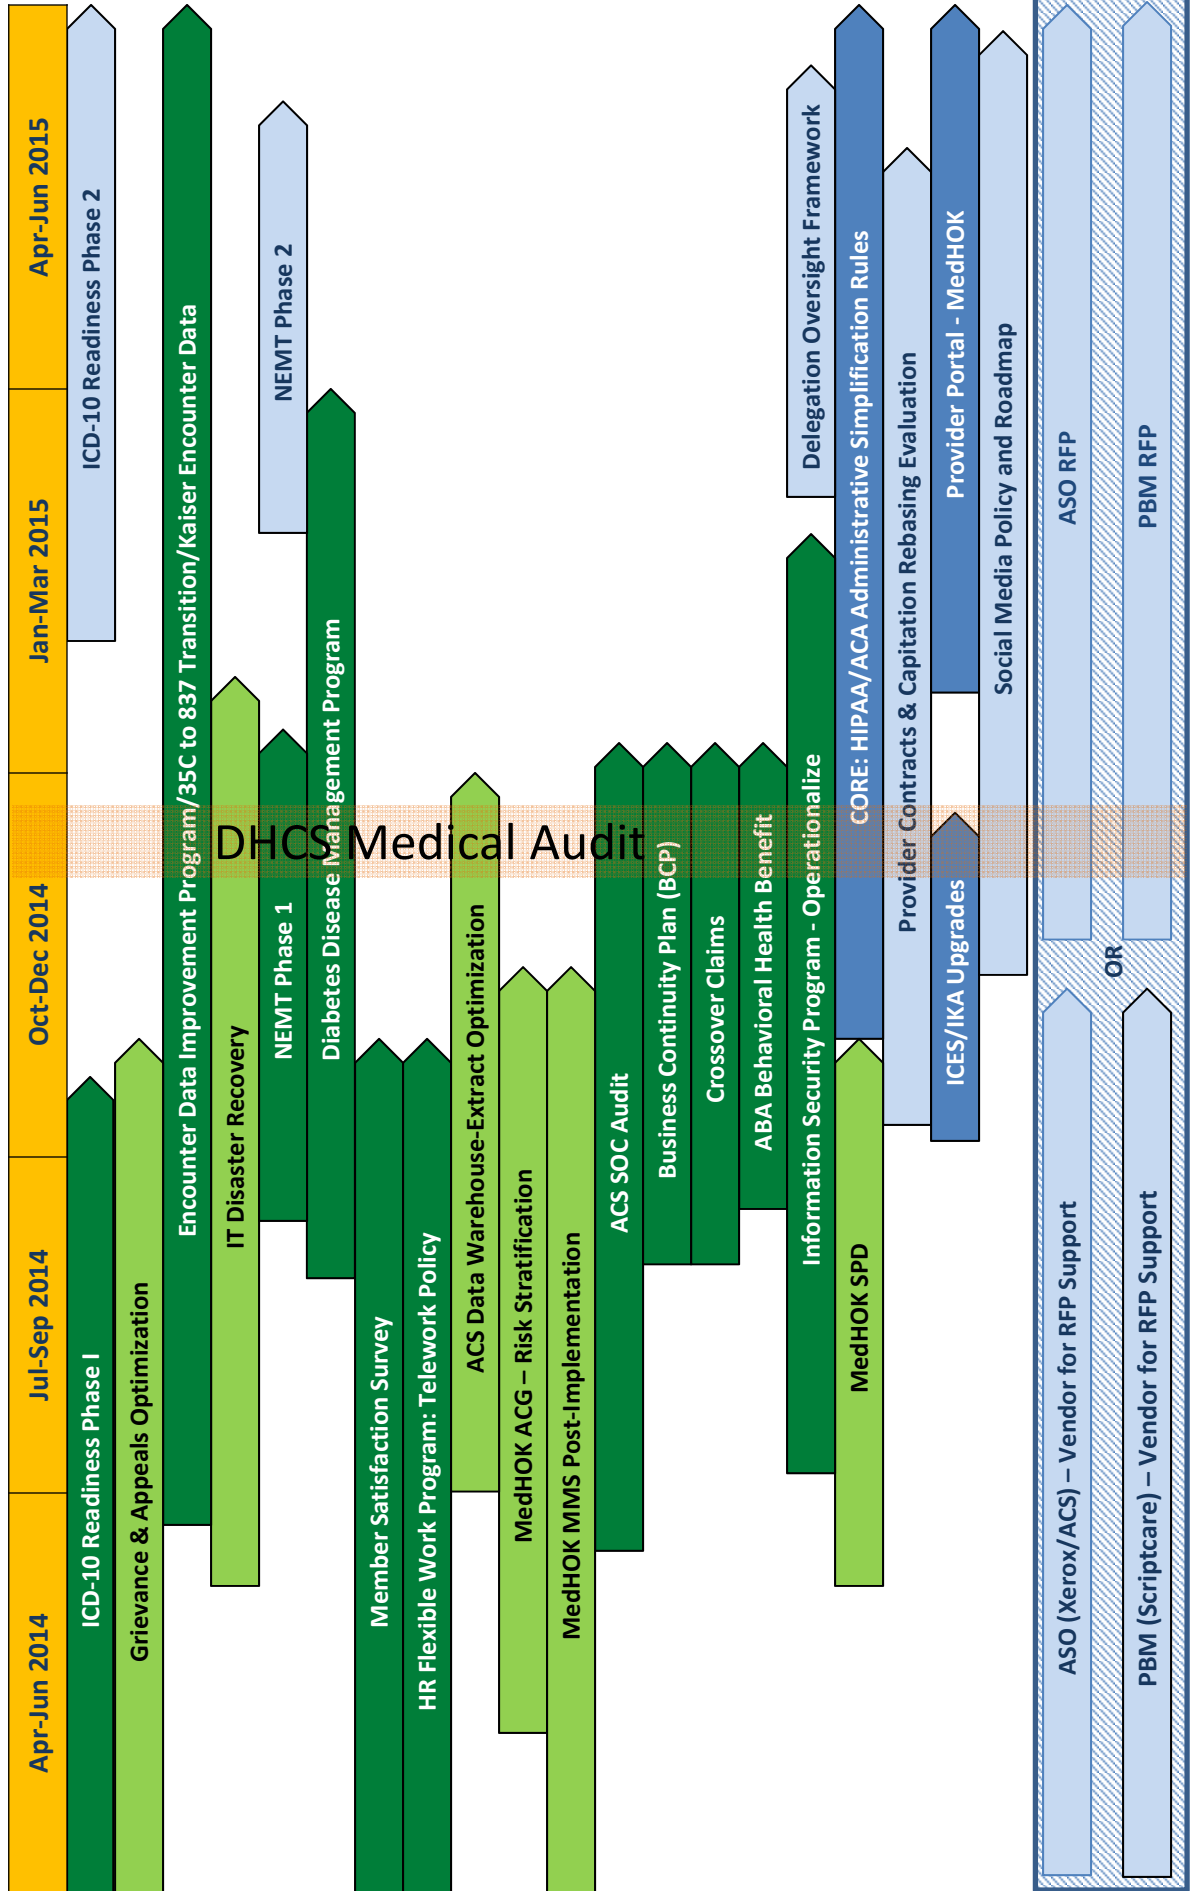 Apr-Jun 2014
Jul-Sep 2014
Oct-Dec 2014
Jan-Mar 2015
Apr-Jun 2015
ICD-10 Readiness Phase I
ICD-10 Readiness Phase 2
Grievance & Appeals Optimization
Encounter Data Improvement Program/35C to 837 Transition/Kaiser Encounter Data
IT Disaster Recovery
NEMT Phase 1
NEMT Phase 2
Diabetes Disease Management Program
Member Satisfaction Survey
HR Flexible Work Program: Telework Policy
ACS Data Warehouse-Extract Optimization
MedHOK ACG – Risk Stratification
MedHOK MMS Post-Implementation
ACS SOC Audit
Business Continuity Plan (BCP)
Crossover Claims
ABA Behavioral Health Benefit
Information Security Program - Operationalize
Delegation Oversight Framework
MedHOK SPD
CORE: HIPAA/ACA Administrative Simplification Rules
Provider Contracts & Capitation Rebasing Evaluation
ICES/IKA Upgrades
Provider Portal - MedHOK
Social Media Policy and Roadmap
ASO (Xerox/ACS) – Vendor for RFP Support
ASO RFP
OR
PBM (Scriptcare) – Vendor for RFP Support
PBM RFP
DHCS Medical Audit